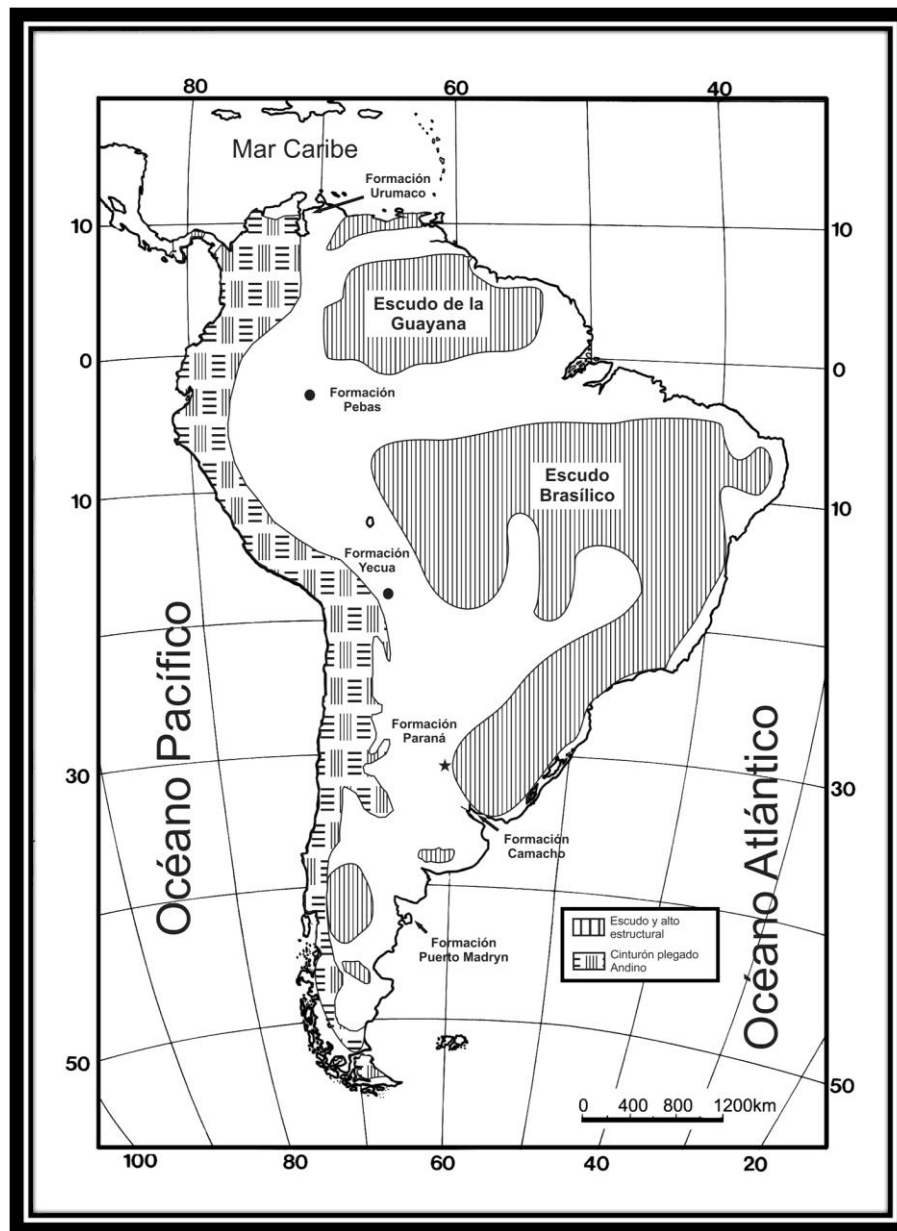 80
60
40
Mar Caribe
Formación
Urumaco
10
10
Escudo de la
Guayana
0
0
Formación
Pebas
Escudo
Brasílico
10
10
Formación
Yecua
Océano Pacífico
Formación
Paraná
30
30
Océano Atlántico
Formación
Camacho
Formación
Puerto Madryn
Escudo y alto
estructural
Cinturón plegado
Andino
50
50
0 400 800 1200km
100
80
60
40
20